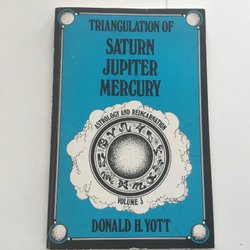 TRIANGULATION OF
SATURN
JUPITER
MERCURY
ASTROLOGY AND REINCARNATION
VOLUME 3
DONALD H. YOTT